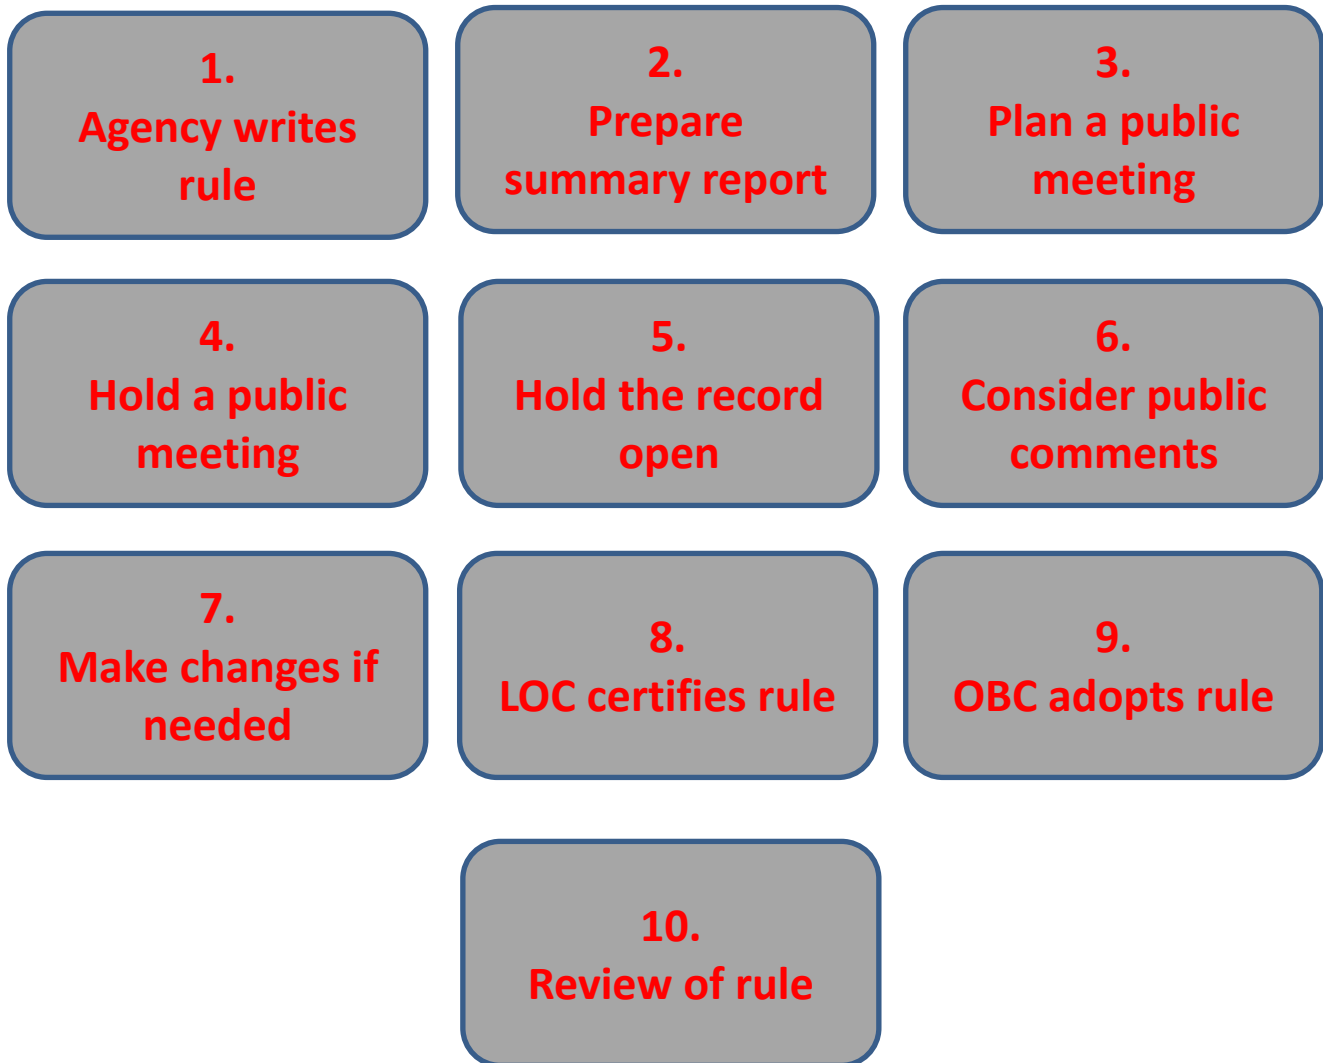 1.
Agency writes
rule
2.
Prepare
summary report
3.
Plan a public
meeting
4.
Hold a public
meeting
5.
Hold the record
open
6.
Consider public
comments
7.
Make changes if
needed
8.
LOC certifies rule
9.
OBC adopts rule
10.
Review of rule